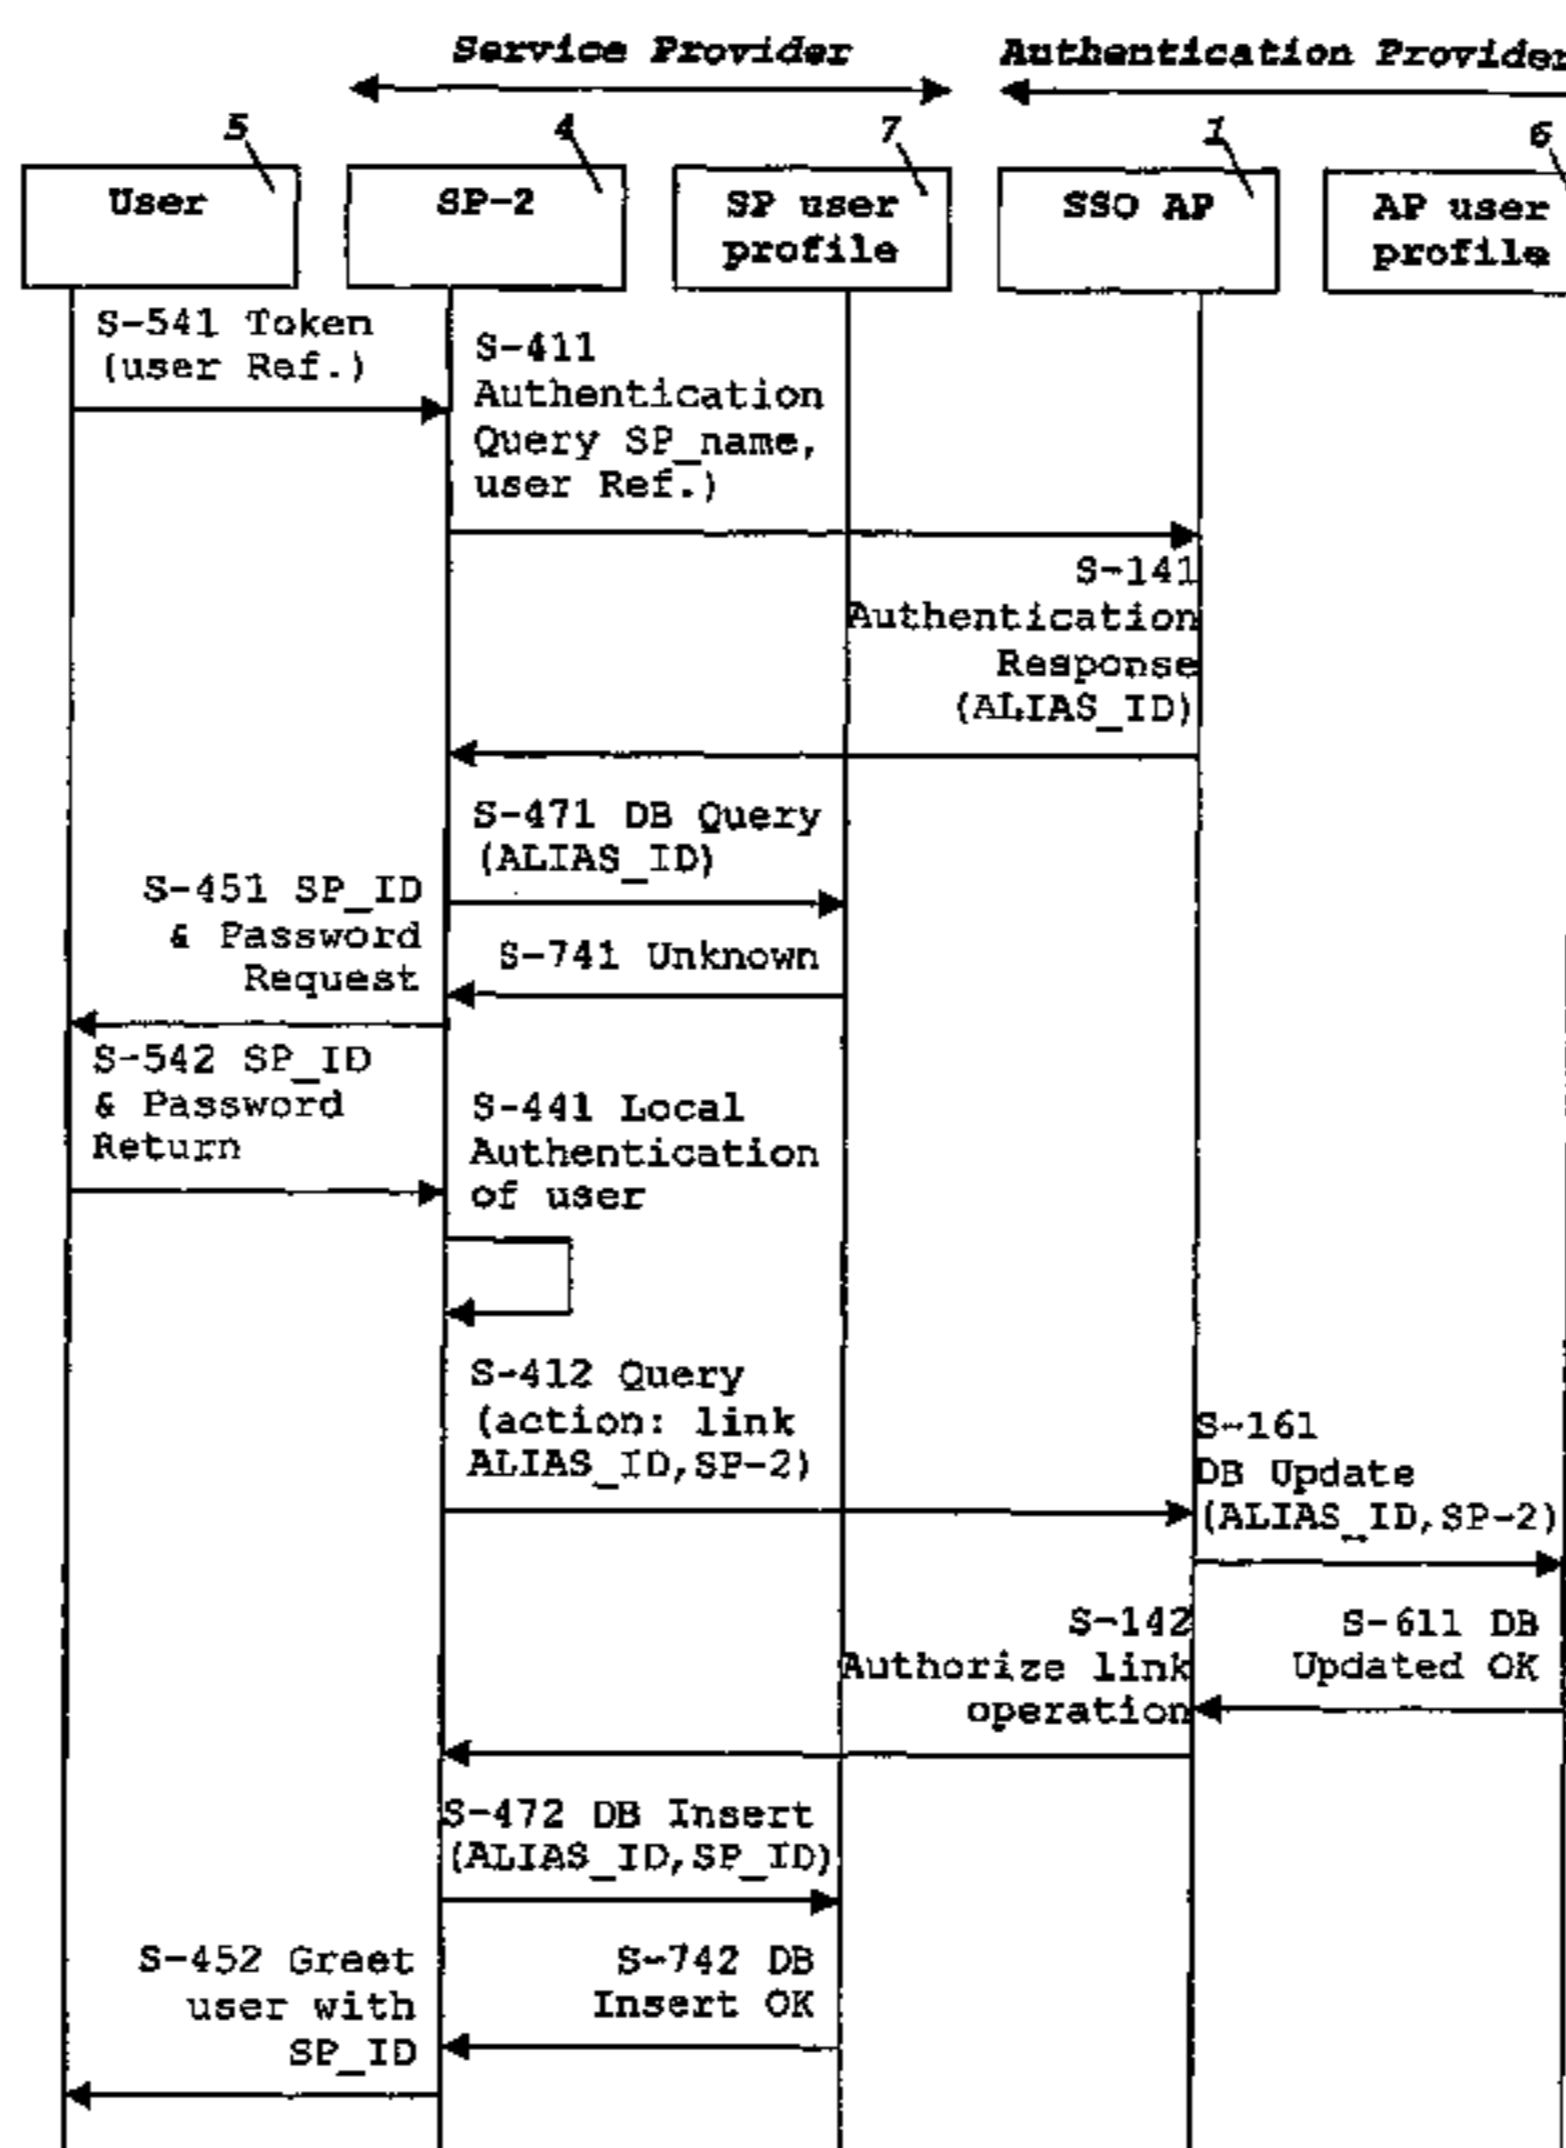 Service Provider
Authentication Provider
5
4
7
1
6
User
SP-2
SP user
profile
SSO AP
AP user
profile
S-541 Token
(user Ref.)
S-411
Authentication
Query SP_name,
user Ref.)
S-141
Authentication
Response
(ALIAS_ID)
S-471 DB Query
(ALIAS_ID)
S-451 SP_ID
& Password
Request
S-741 Unknown
S-542 SP_ID
& Password
Return
S-441 Local
Authentication
of user
S-412 Query
(action: link
ALIAS_ID,SP-2)
S-161
DB Update
(ALIAS_ID,SP-2)
S-142
Authorize link
operation
S-611 DB
Updated OK
S-472 DB Insert
(ALIAS_ID,SP_ID)
S-452 Greet
user with
SP_ID
S-742 DB
Insert OK